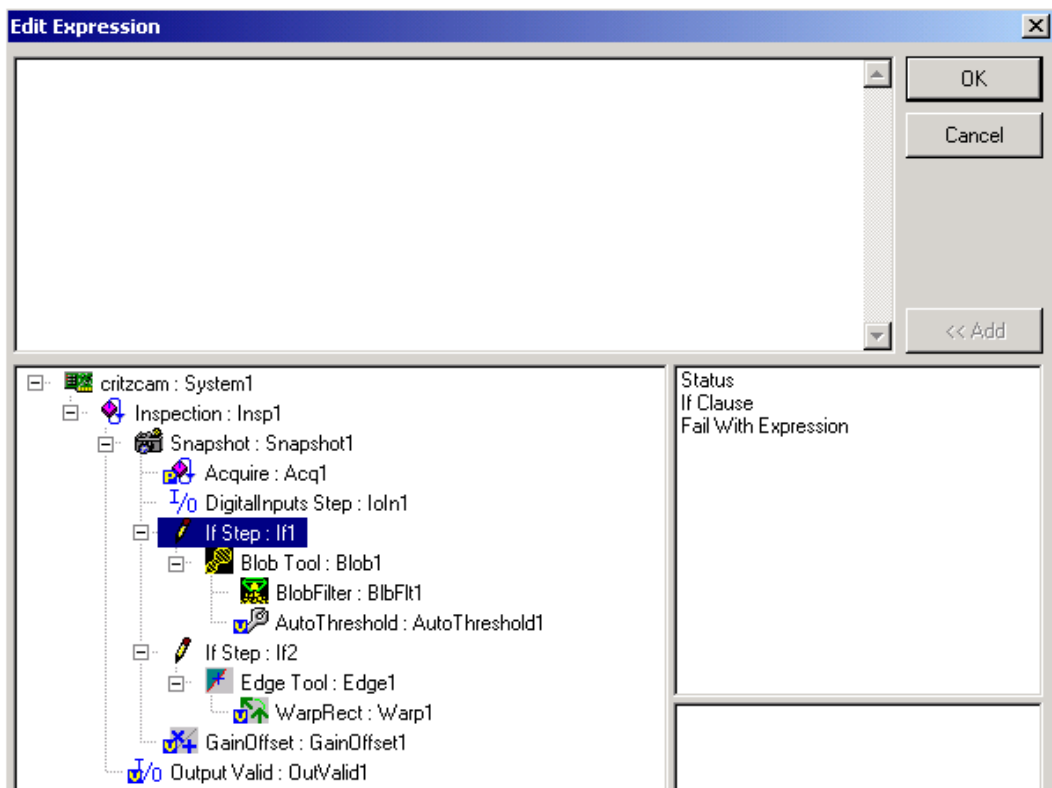 Edit Expression
OK
Cancel
<< Add
critzcam : System1
Inspection : Insp1
Snapshot : Snapshot1
Acquire : Acq1
DigitalInputs Step : IoIn1
If Step : If1
Blob Tool : Blob1
BlobFilter : BlbFlt1
AutoThreshold : AutoThreshold1
If Step : If2
Edge Tool : Edge1
WarpRect : Warp1
GainOffset : GainOffset1
Output Valid : OutValid1
Status
If Clause
Fail With Expression